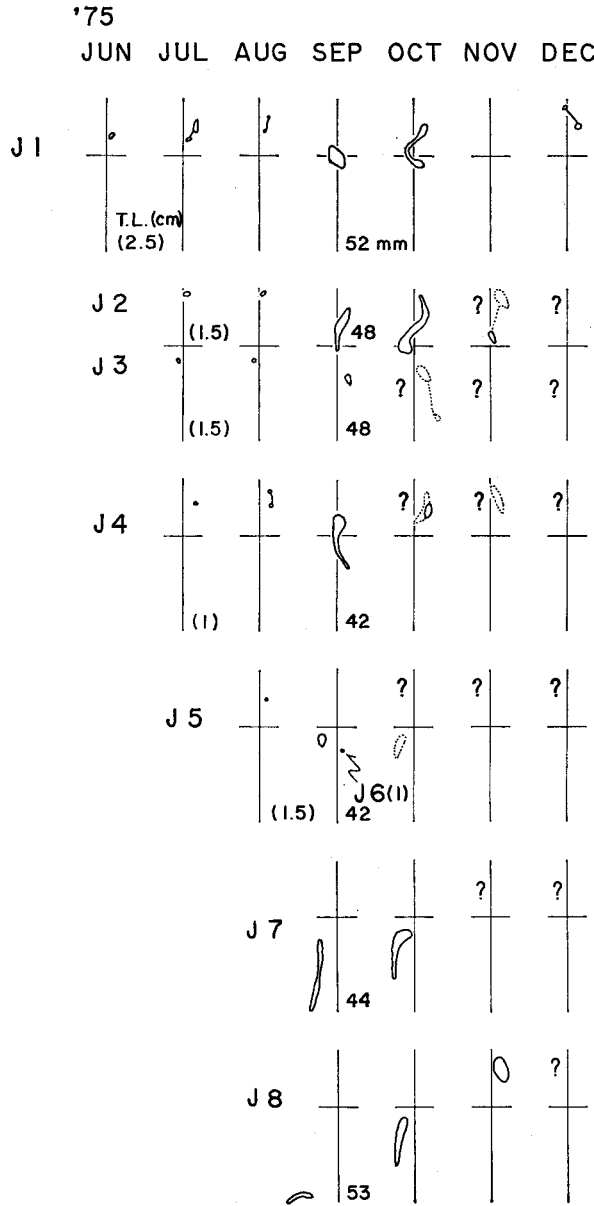 '75
JUN JUL AUG SEP OCT NOV DEC
J1
T.L.(cm)
(2.5) 52 mm
J2 ? ?
(1.5) 48
J3 ? ? ?
(1.5) 48
J4 ? ? ?
(1) 42
J5 ? ? ?
J6(1)
(1.5) 42
J7 ? ?
44
J8 ?
53